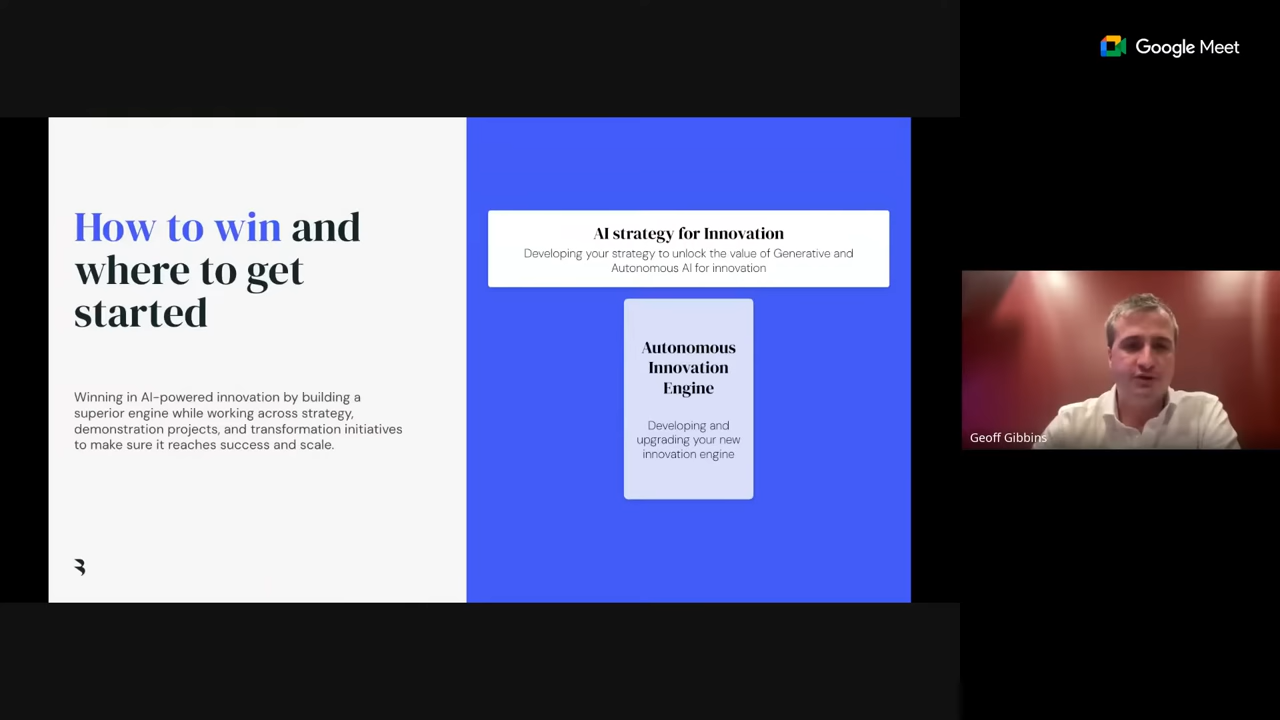 Google Meet
How to win and
where to get
started
Winning in AI-powered innovation by building a
superior engine while working across strategy,
demonstration projects, and transformation initiatives
to make sure it reaches success and scale.
AI strategy for Innovation
Developing your strategy to unlock the value of Generative and
Autonomous AI for innovation
Autonomous
Innovation
Engine
Developing and
upgrading your new
innovation engine
Geoff Gibbins